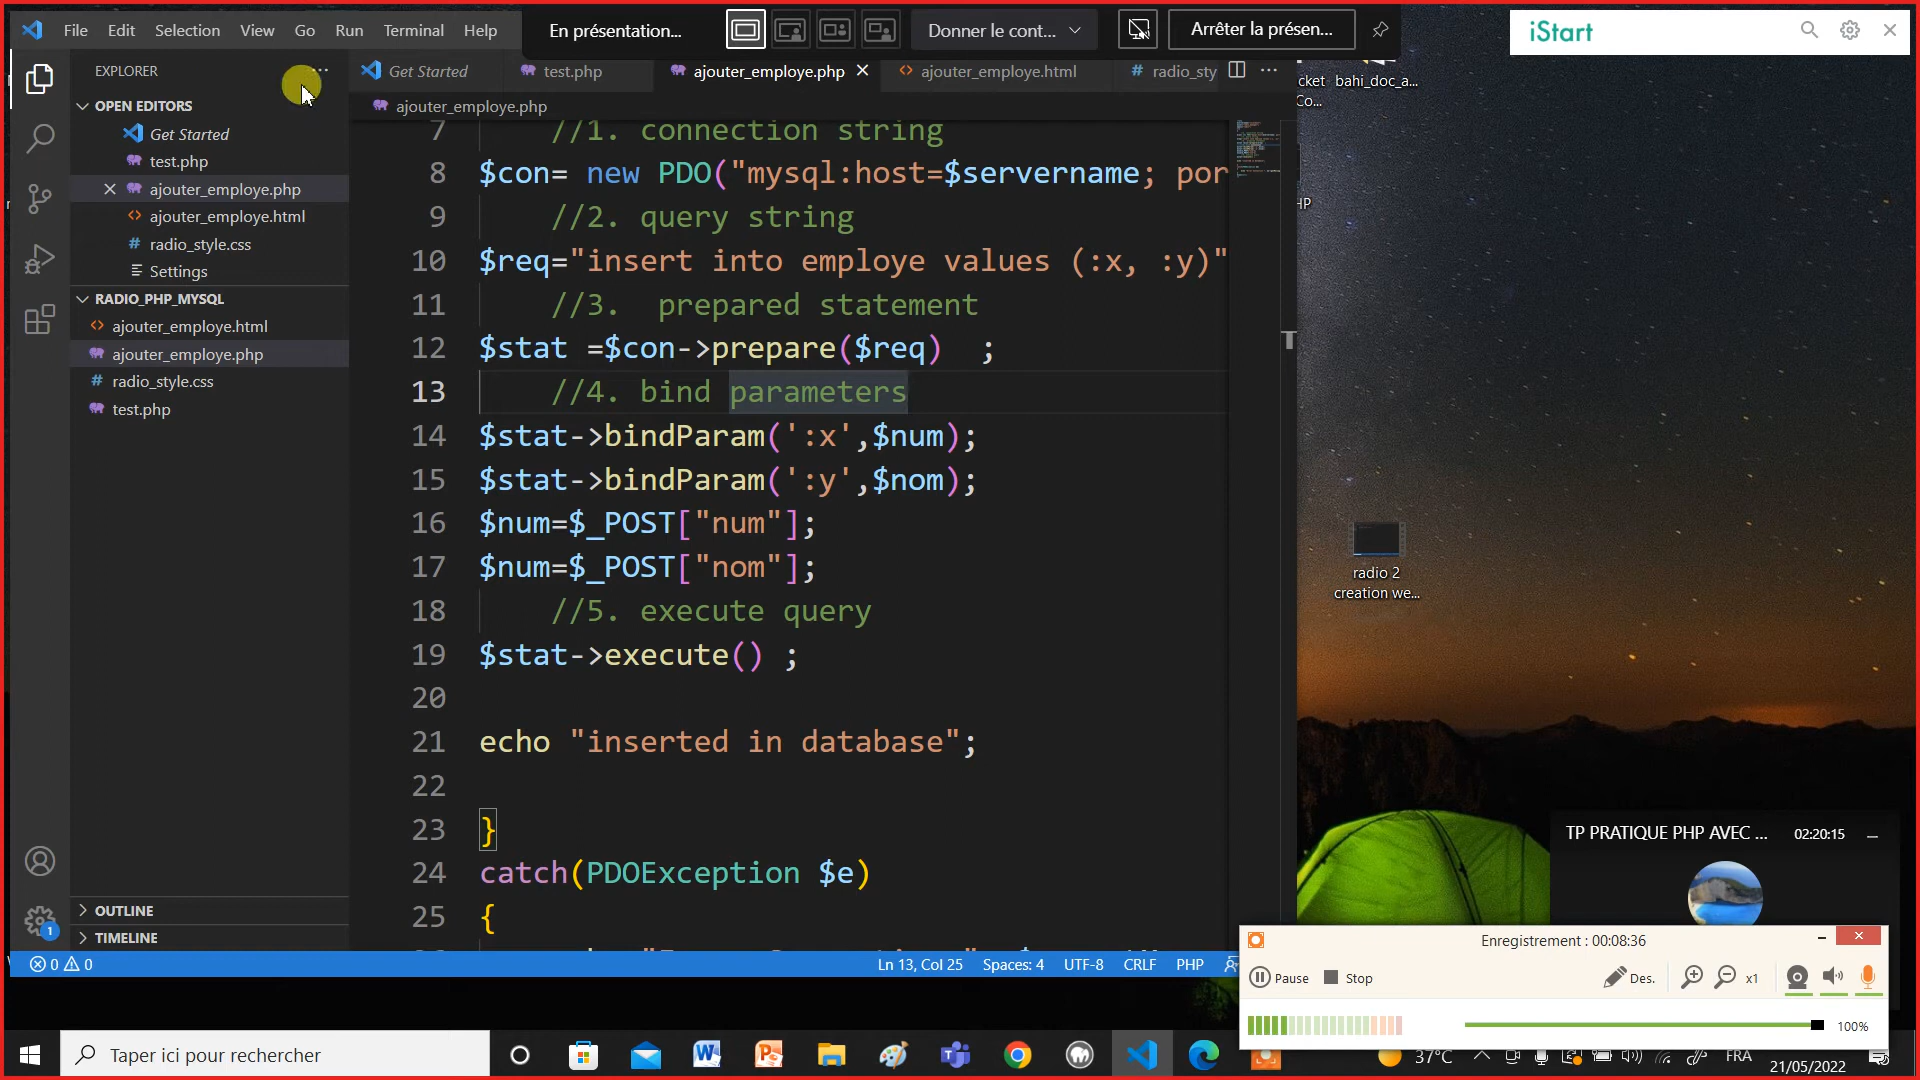 File Edit Selection View Go Run Terminal Help
En présentation...
Donner le cont...
Arrêter la présen...
iStart
EXPLORER
Get Started
test.php
ajouter_employe.php
ajouter_employe.html
radio_sty
cket
Co...
bahi_doc_a...
OPEN EDITORS
Get Started
test.php
ajouter_employe.php
ajouter_employe.html
radio_style.css
Settings
RADIO_PHP_MYSQL
ajouter_employe.html
ajouter_employe.php
radio_style.css
test.php
OUTLINE
TIMELINE
ajouter_employe.php
7 //1. connection string
8 $con= new PDO("mysql:host=$servername; por
9 //2. query string
10 $req="insert into employe values (:x, :y)"
11 //3. prepared statement
12 $stat =$con->prepare($req) ;
13 //4. bind parameters
14 $stat->bindParam(':x',$num);
15 $stat->bindParam(':y',$nom);
16 $num=$_POST["num"];
17 $num=$_POST["nom"];
18 //5. execute query
19 $stat->execute() ;
20
21 echo "inserted in database";
22
23 }
24 catch(PDOException $e)
25 {
HP
radio 2
creation we...
TP PRATIQUE PHP AVEC ... 02:20:15
0 0
Ln 13, Col 25 Spaces: 4 UTF-8 CRLF PHP
1
Enregistrement : 00:08:36
Pause Stop Des. x1
100%
Taper ici pour rechercher
37°C
FRA
21/05/2022